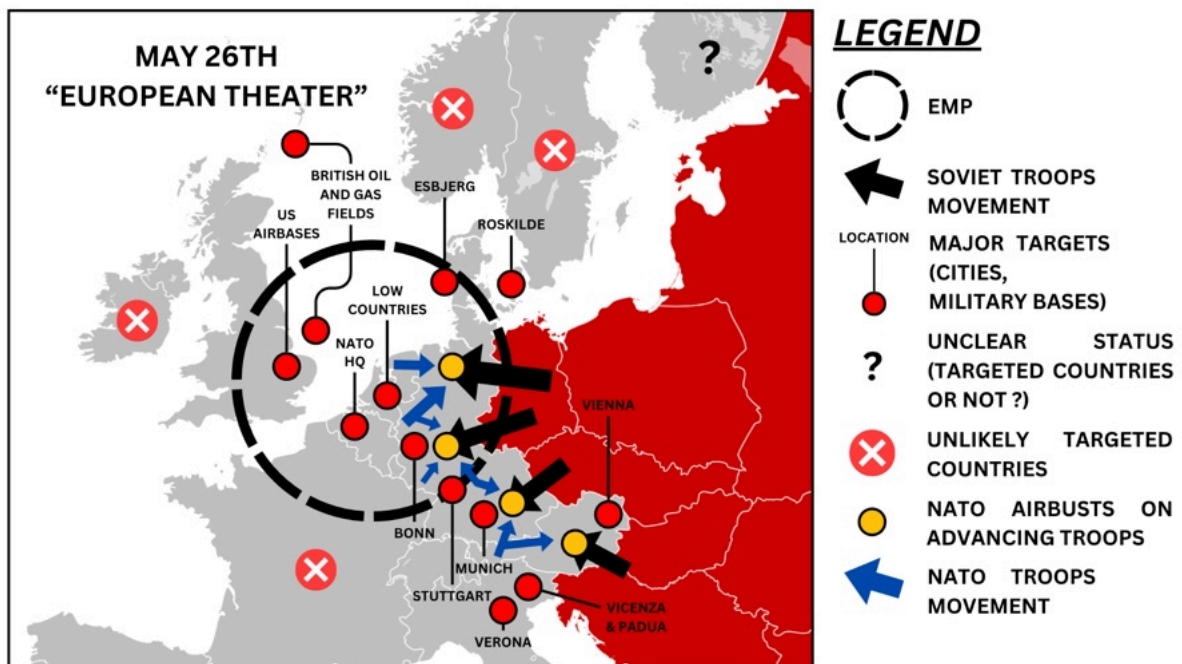 MAY 26TH
“EUROPEAN THEATER”
?
BRITISH OIL
AND GAS
FIELDS
ESBJERG
US
AIRBASES
ROSKILDE
LOW
COUNTRIES
NATO
HQ
VIENNA
BONN
MUNICH
STUTTGART
VICENZA
& PADUA
VERONA
LEGEND
EMP
SOVIET TROOPS
MOVEMENT
LOCATION
MAJOR TARGETS
(CITIES,
MILITARY BASES)
?
UNCLEAR STATUS
(TARGETED COUNTRIES
OR NOT ?)
UNLIKELY TARGETED
COUNTRIES
NATO AIRBUSTS ON
ADVANCING TROOPS
NATO TROOPS
MOVEMENT